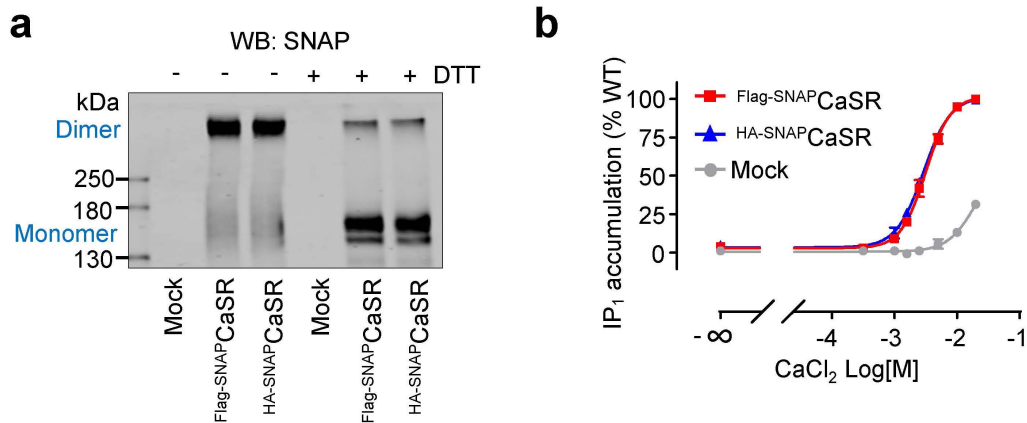 a
WB: SNAP
- - - + + + DTT
kDa
Dimer
250
180
Monomer
130
Mock
Flag-SNAPCaSR
HA-SNAPCaSR
Mock
Flag-SNAPCaSR
HA-SNAPCaSR
b
IP1 accumulation (% WT)
100
75
50
25
0
Flag-SNAPCaSR
HA-SNAPCaSR
Mock
-∞ -4 -3 -2 -1
CaCl2 Log[M]